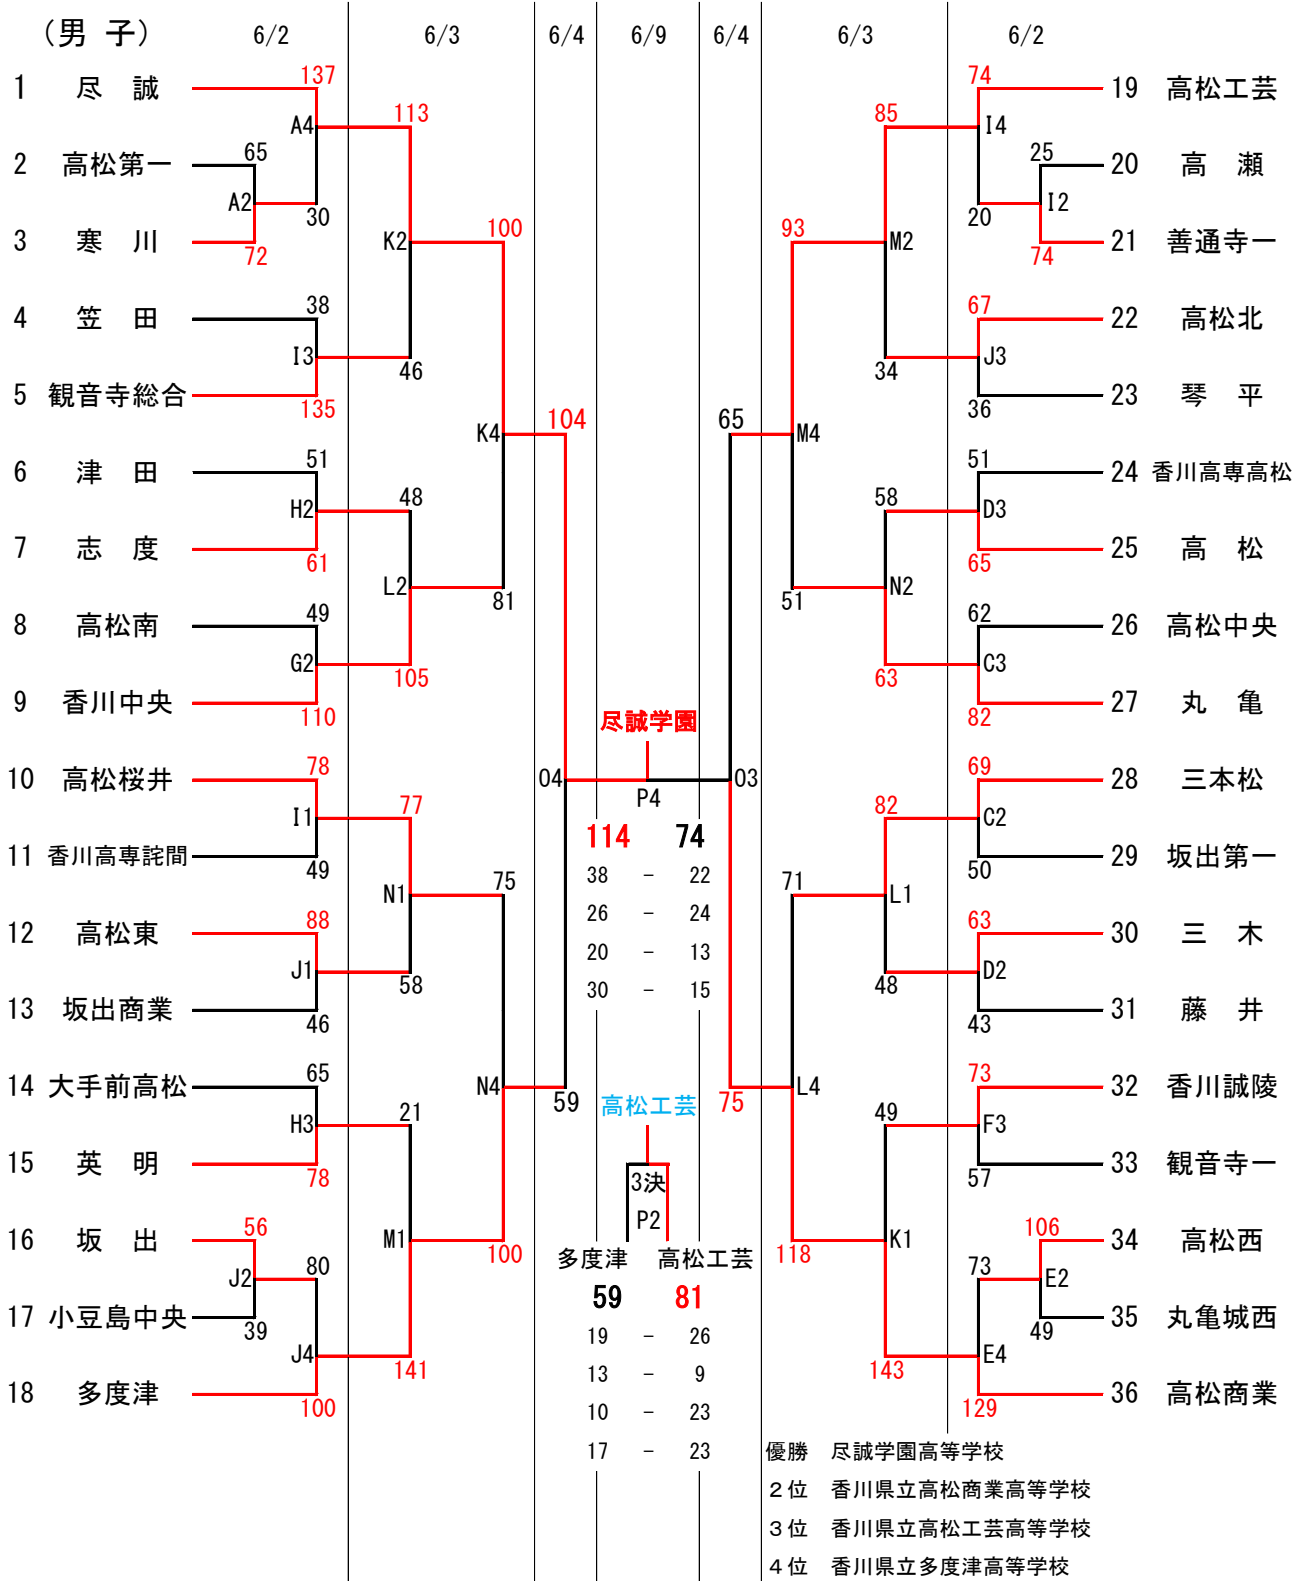 （男 子）
6/2
6/3
6/4
6/9
6/4
6/3
6/2
1 尽 誠
2 高松第一
3 寒 川
4 笠 田
5 観音寺総合
6 津 田
7 志 度
8 高松南
9 香川中央
10 高松桜井
11 香川高専詫間
12 高松東
13 坂出商業
14 大手前高松
15 英 明
16 坂 出
17 小豆島中央
18 多度津
137
A4
65
A2
30
72
38
I3
135
51
H2
61
49
G2
110
78
I1
49
88
J1
46
65
H3
78
56
J2
80
39
J4
100
113
K2
46
48
L2
105
77
N1
58
21
M1
141
100
K4
81
75
N4
100
104
O4
59
尽誠学園
P4
114 74
38 - 22
26 - 24
20 - 13
30 - 15
高松工芸
3決
P2
多度津 高松工芸
59 81
19 - 26
13 - 9
10 - 23
17 - 23
65
O3
75
93
M4
51
71
L4
118
85
M2
34
58
N2
63
82
L1
48
49
K1
143
74
I4
25
I2
20
74
67
J3
36
51
D3
65
62
C3
82
69
C2
50
63
D2
43
73
F3
57
106
E2
73
49
E4
129
19 高松工芸
20 高 瀬
21 善通寺一
22 高松北
23 琴 平
24 香川高専高松
25 高 松
26 高松中央
27 丸 亀
28 三本松
29 坂出第一
30 三 木
31 藤 井
32 香川誠陵
33 観音寺一
34 高松西
35 丸亀城西
36 高松商業
優勝 尽誠学園高等学校
２位 香川県立高松商業高等学校
３位 香川県立高松工芸高等学校
４位 香川県立多度津高等学校